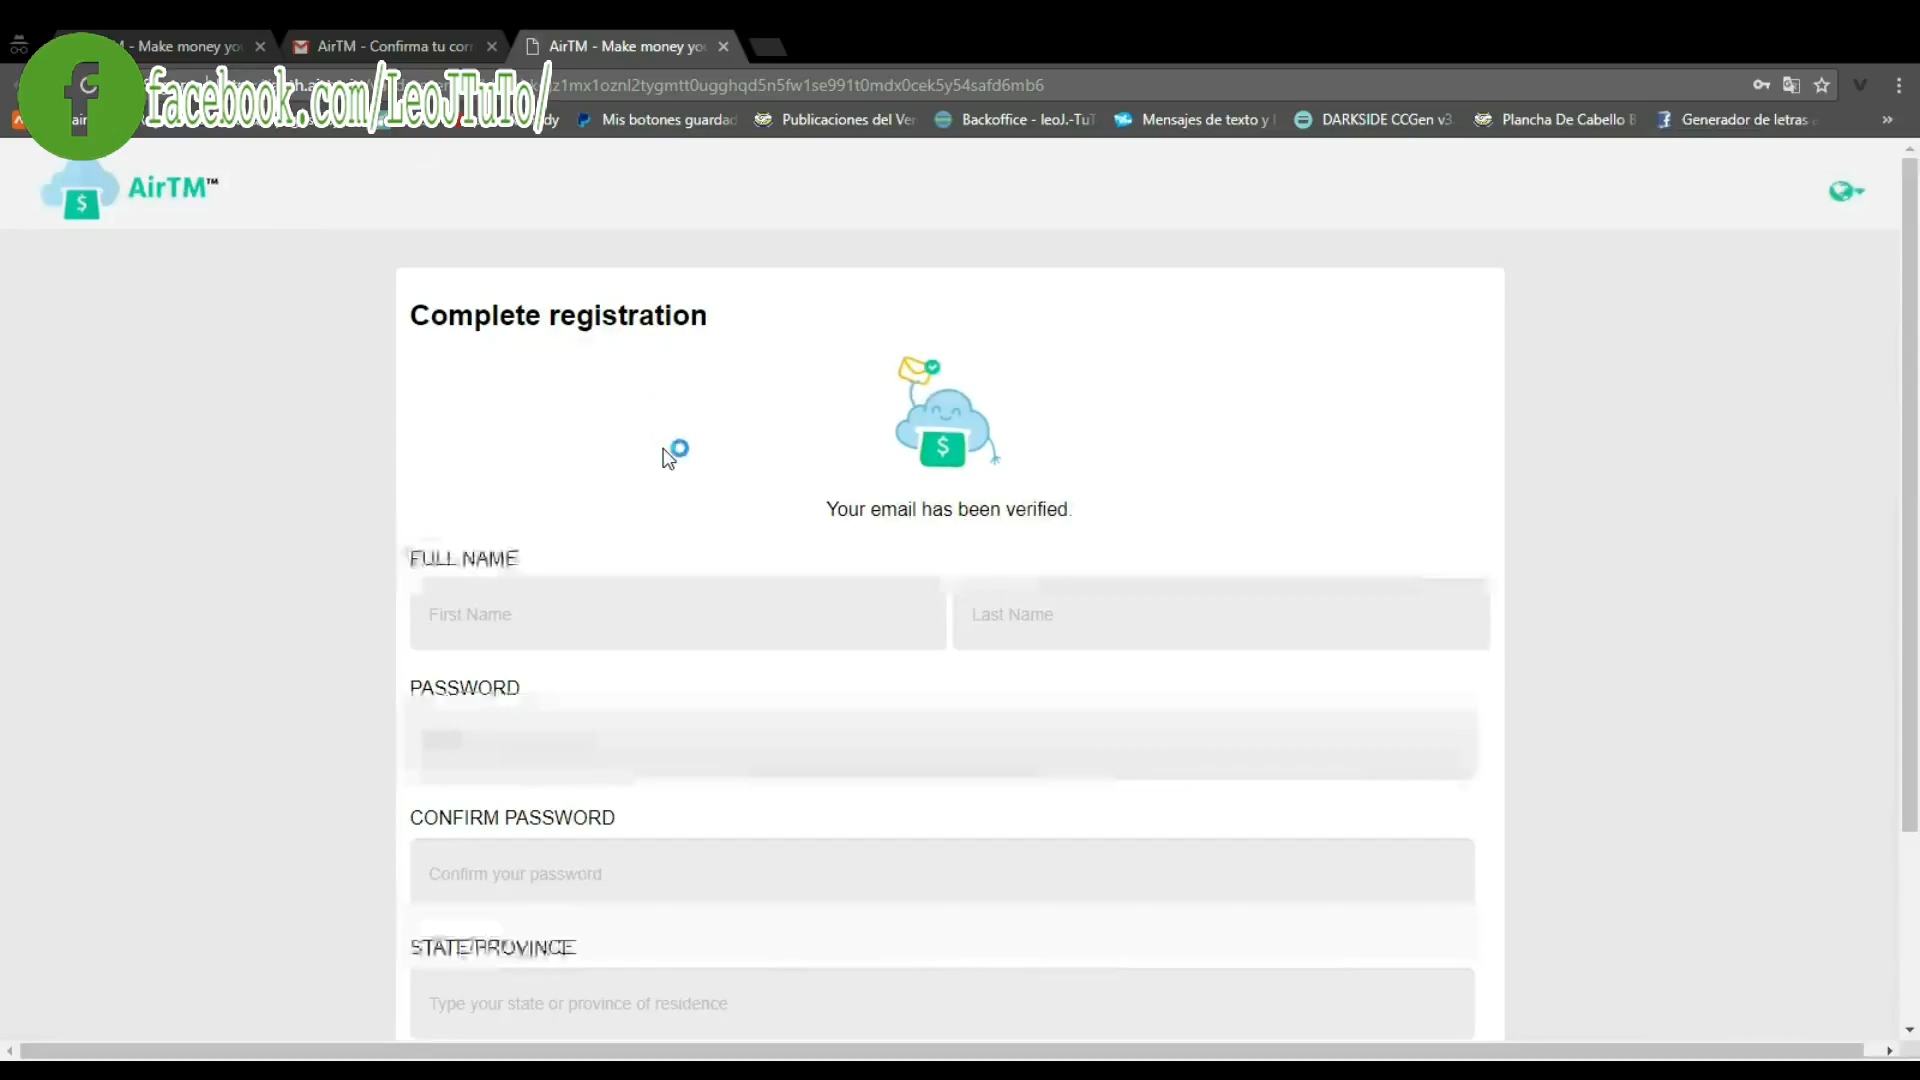 - Make money yo
AirTM - Confirma tu corr
AirTM - Make money yo
facebook.com/LeoJTuTo/
z1mx1oznl2tygmtt0ugghqd5n5fw1se991t0mdx0cek5y54safd6mb6
Mis botones guardad
Publicaciones del Ver
Backoffice - leoJ.-TuT
Mensajes de texto y
DARKSIDE CCGen v3
Plancha De Cabello B
Generador de letras
»
AirTM™
$
Complete registration
$
Your email has been verified.
FULL NAME
First Name
Last Name
PASSWORD
CONFIRM PASSWORD
Confirm your password
STATE/PROVINCE
Type your state or province of residence